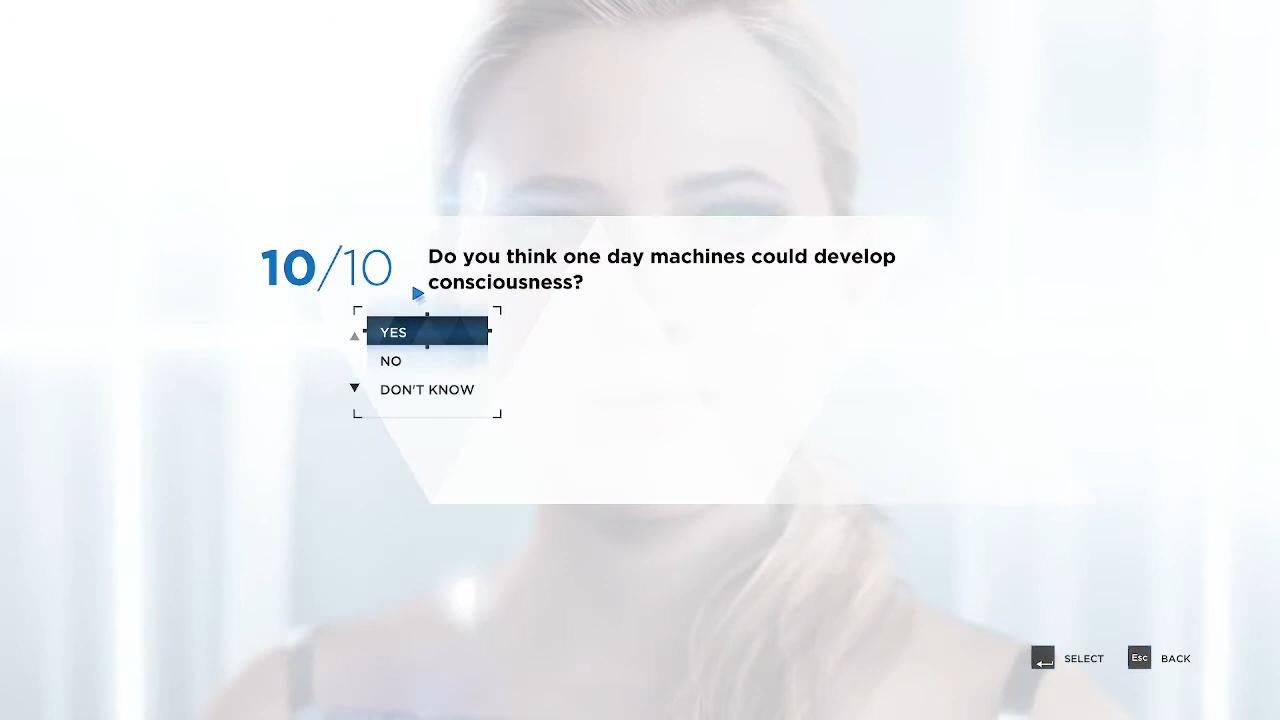 10/10
Do you think one day machines could develop
consciousness?
YES
NO
DON'T KNOW
Esc
SELECT
BACK